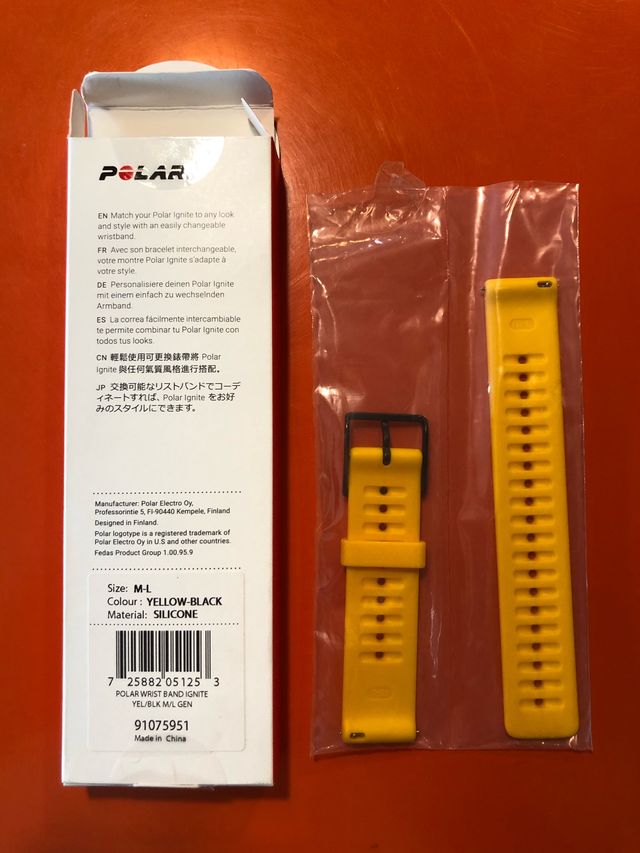 POLAR.
EN Match your Polar Ignite to any look
and style with an easily changeable
wristband.
FR Avec son bracelet interchangeable,
votre montre Polar Ignite s'adapte à
votre style.
DE Personalisiere deinen Polar Ignite
mit einem einfach zu wechselnden
Armband.
ES La correa fácilmente intercambiable
te permite combinar tu Polar Ignite con
todos tus looks.
CN 輕鬆使用可更換錶帶將 Polar
Ignite 與任何氣質風格進行搭配。
JP 交換可能なリストバンドでコーデ
ィネートすれば、Polar Ignite をお好
みのスタイルにできます。
Manufacturer: Polar Electro Oy,
Professorintie 5, FI-90440 Kempele, Finland
Designed in Finland.
Polar logotype is a registered trademark of
Polar Electro Oy in U.S and other countries.
Fedas Product Group 1.00.95.9
Size: M-L
Colour : YELLOW-BLACK
Material: SILICONE
7 25882 05125 3
POLAR WRIST BAND IGNITE
YEL/BLK M/L GEN
91075951
Made in China